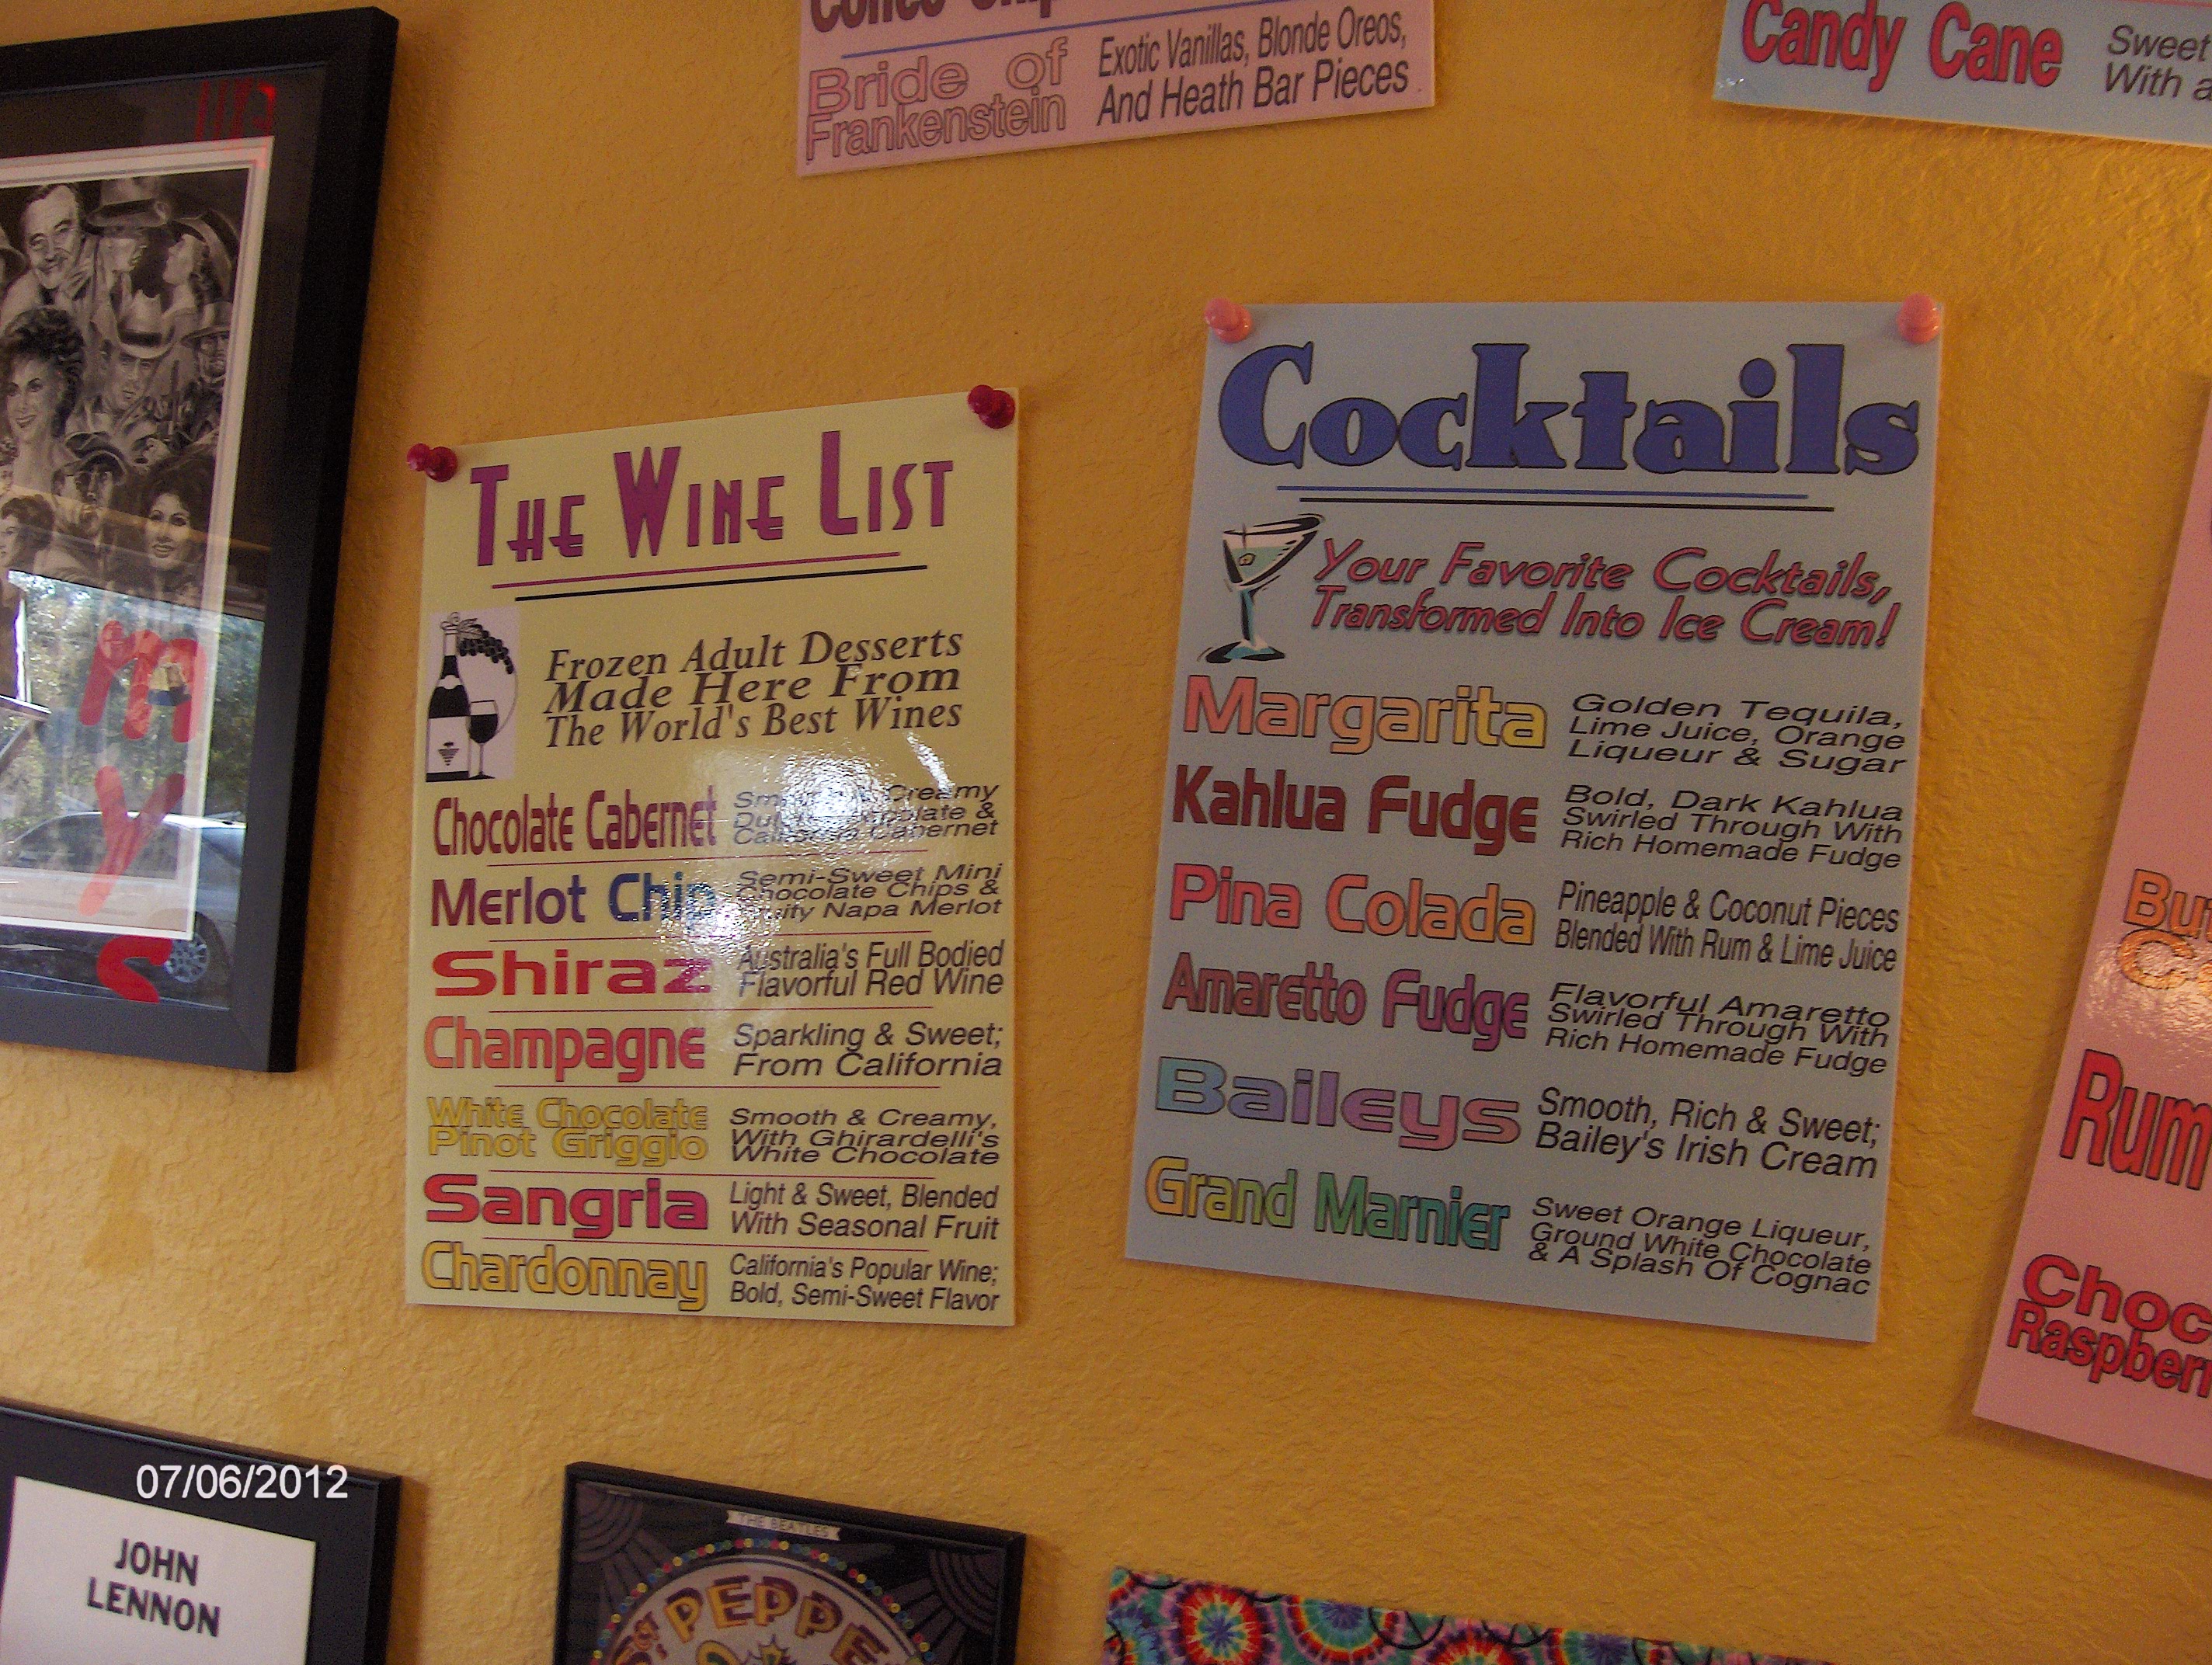 Bride of
Frankenstein
Exotic Vanillas, Blonde Oreos,
And Heath Bar Pieces
Candy Cane
Sweet
With a
THE WINE LIST
Frozen Adult Desserts
Made Here From
The World's Best Wines
Chocolate Cabernet
Creamy
&
Cabernet
Merlot Chip
Semi-Sweet Mini
Chocolate Chips &
Napa Merlot
Shiraz
Australia's Full Bodied
Flavorful Red Wine
Champagne
Sparkling & Sweet;
From California
White Chocolate
Pinot Griggio
Smooth & Creamy,
With Ghirardelli's
White Chocolate
Sangria
Light & Sweet, Blended
With Seasonal Fruit
Chardonnay
California's Popular Wine;
Bold, Semi-Sweet Flavor
Cocktails
Your Favorite Cocktails,
Transformed Into Ice Cream!
Margarita
Golden Tequila,
Lime Juice, Orange
Liqueur & Sugar
Kahlua Fudge
Bold, Dark Kahlua
Swirled Through With
Rich Homemade Fudge
Pina Colada
Pineapple & Coconut Pieces
Blended With Rum & Lime Juice
Amaretto Fudge
Flavorful Amaretto
Swirled Through With
Rich Homemade Fudge
Baileys
Smooth, Rich & Sweet;
Bailey's Irish Cream
Grand Marnier
Sweet Orange Liqueur,
Ground White Chocolate
& A Splash Of Cognac
Rum
Choc
Raspberr
07/06/2012
JOHN
LENNON
THE BEATLES
SGT PEPPE